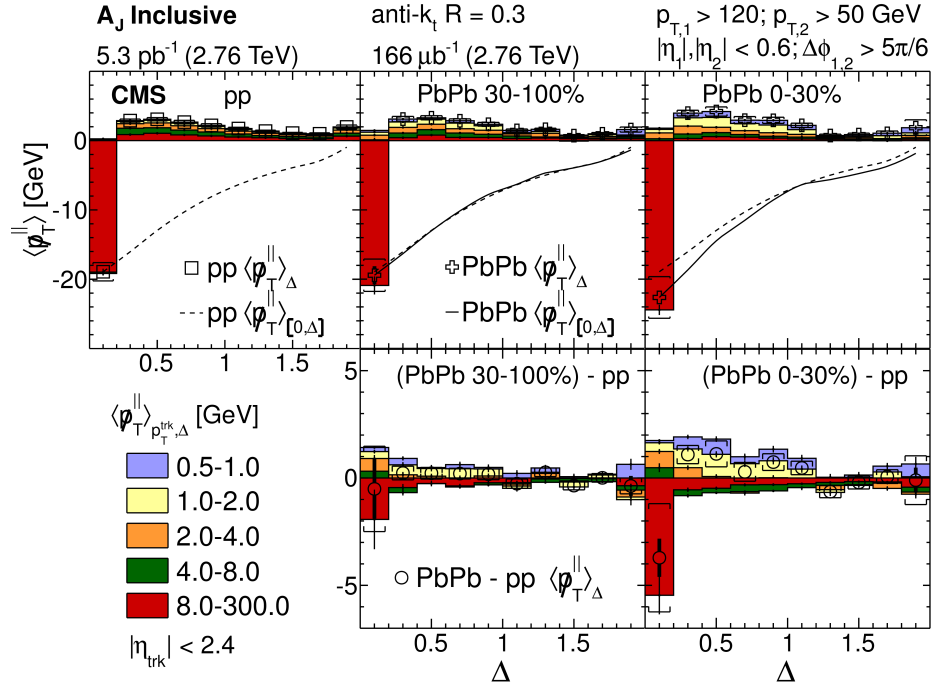 A_J Inclusive
anti-k_t R = 0.3
p_{T,1} > 120; p_{T,2} > 50 GeV
5.3 pb⁻¹ (2.76 TeV)
166 μb⁻¹ (2.76 TeV)
|η_1|,|η_2| < 0.6; Δϕ_{1,2} > 5π/6
CMS pp
PbPb 30-100%
PbPb 0-30%
0
-10
-20
⟨p̸_T^∥⟩ [GeV]
pp ⟨p̸_T^∥⟩_Δ
pp ⟨p̸_T^∥⟩_[0,Δ]
PbPb ⟨p̸_T^∥⟩_Δ
PbPb ⟨p̸_T^∥⟩_[0,Δ]
0.5 1 1.5
(PbPb 30-100%) - pp
(PbPb 0-30%) - pp
5
0
-5
⟨p̸_T^∥⟩_{p_T^trk,Δ} [GeV]
0.5-1.0
1.0-2.0
2.0-4.0
4.0-8.0
8.0-300.0
|η_trk| < 2.4
PbPb - pp ⟨p̸_T^∥⟩_Δ
0.5 1 1.5
0.5 1 1.5
Δ
Δ